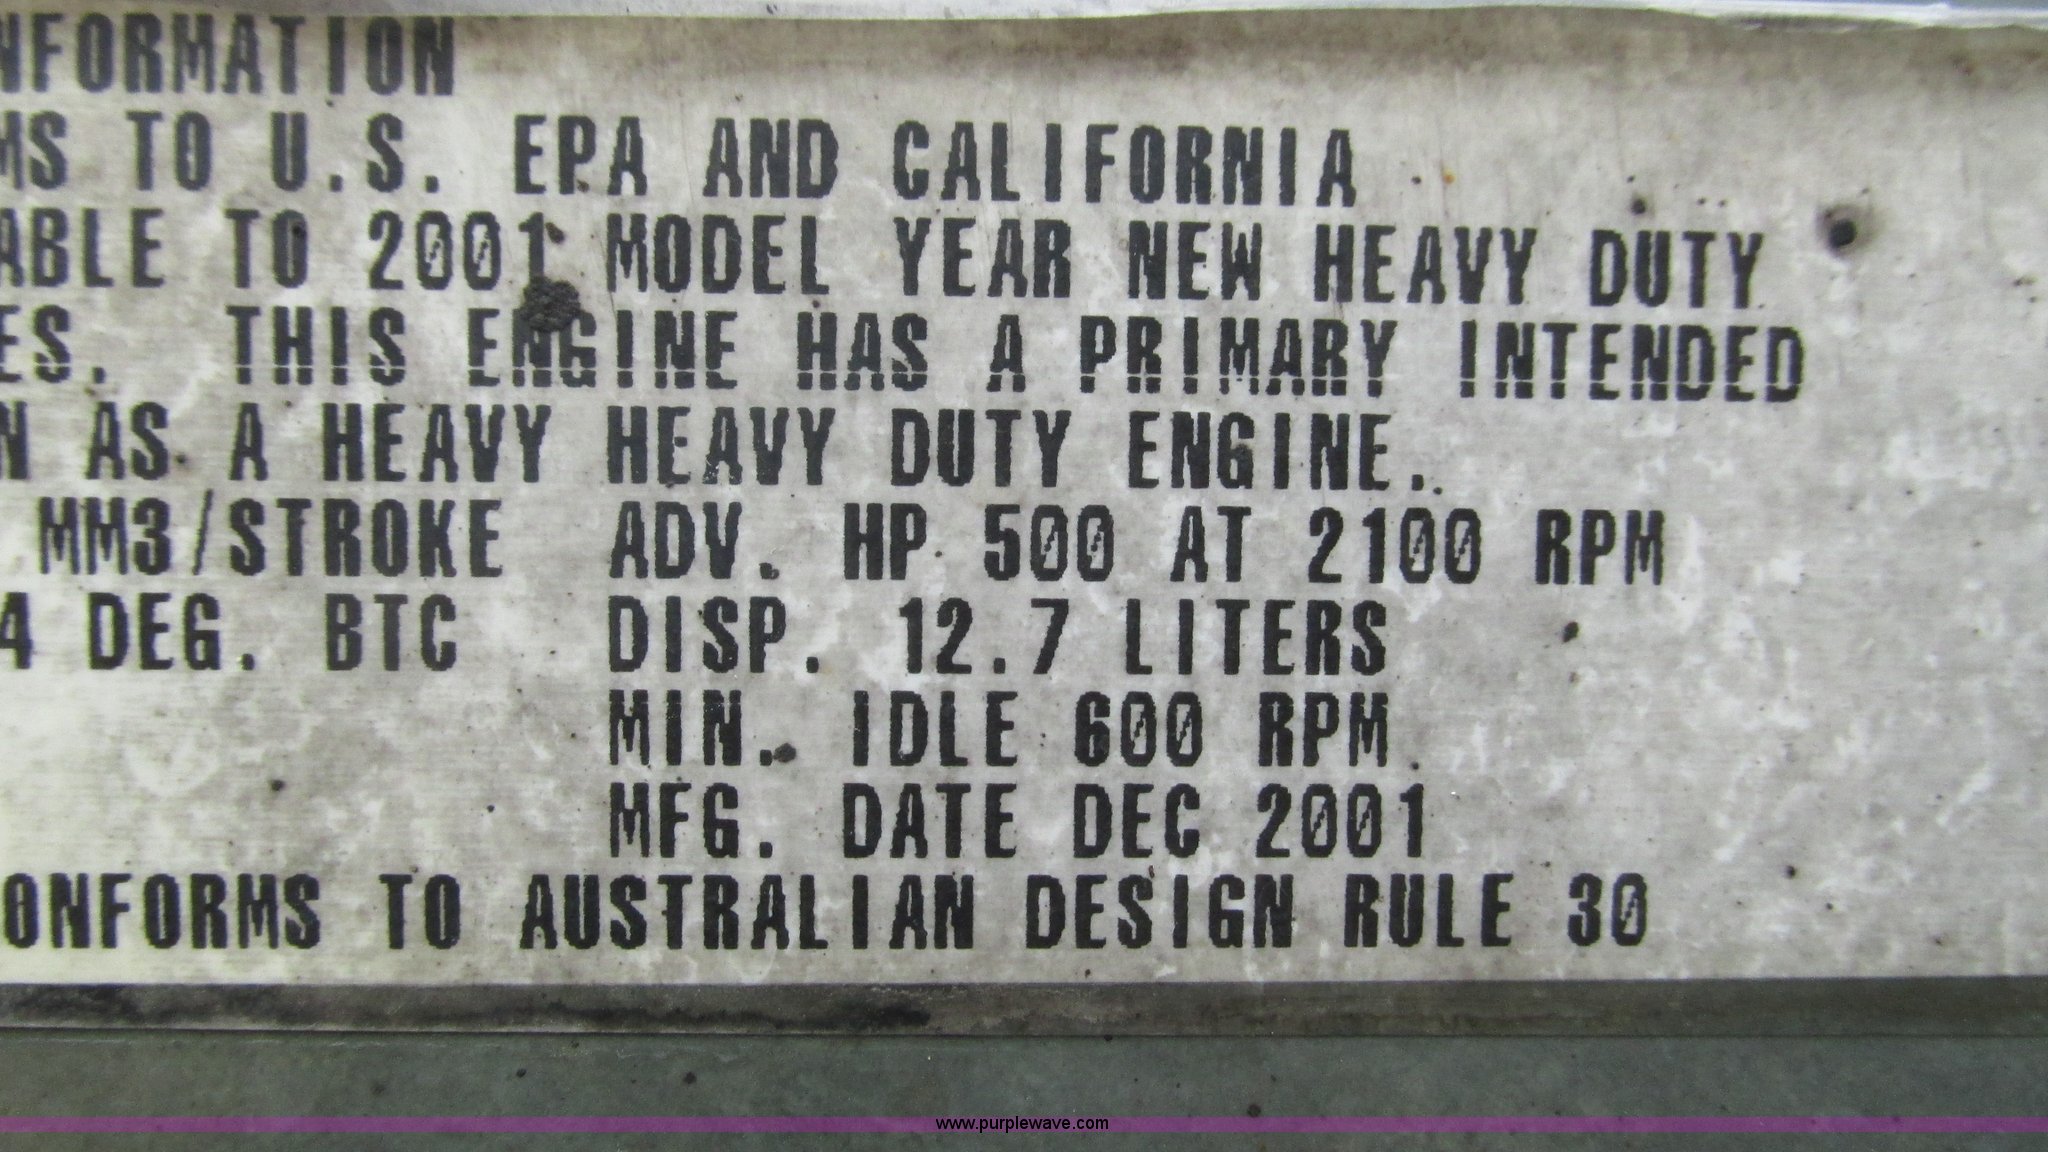 NFORMATION
MS TO U.S. EPA AND CALIFORNIA
ABLE TO 2001 MODEL YEAR NEW HEAVY DUTY
ES. THIS ENGINE HAS A PRIMARY INTENDED
N AS A HEAVY HEAVY DUTY ENGINE.
MM3/STROKE ADV. HP 500 AT 2100 RPM
4 DEG. BTC DISP. 12.7 LITERS
MIN. IDLE 600 RPM
MFG. DATE DEC 2001
ONFORMS TO AUSTRALIAN DESIGN RULE 30
www.purplewave.com